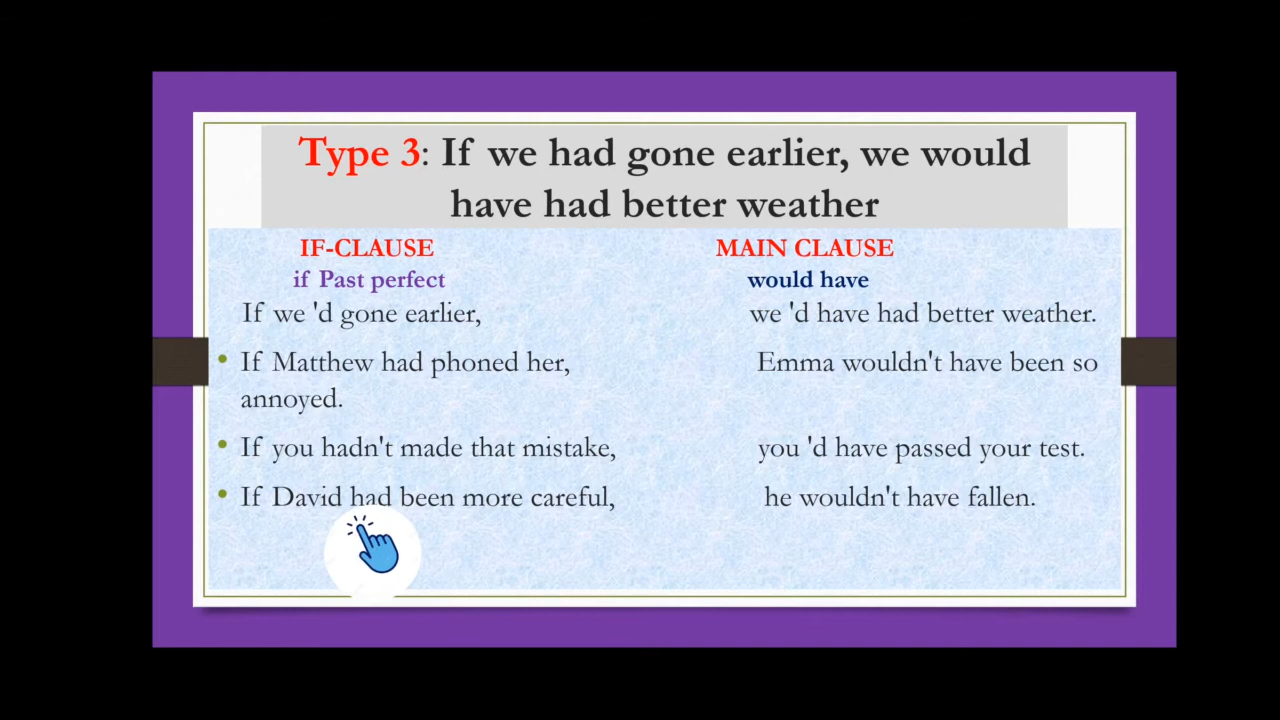 Type 3: If we had gone earlier, we would
have had better weather
IF-CLAUSE MAIN CLAUSE
if Past perfect would have
If we 'd gone earlier, we 'd have had better weather.
• If Matthew had phoned her, Emma wouldn't have been so
annoyed.
• If you hadn't made that mistake, you 'd have passed your test.
• If David had been more careful, he wouldn't have fallen.